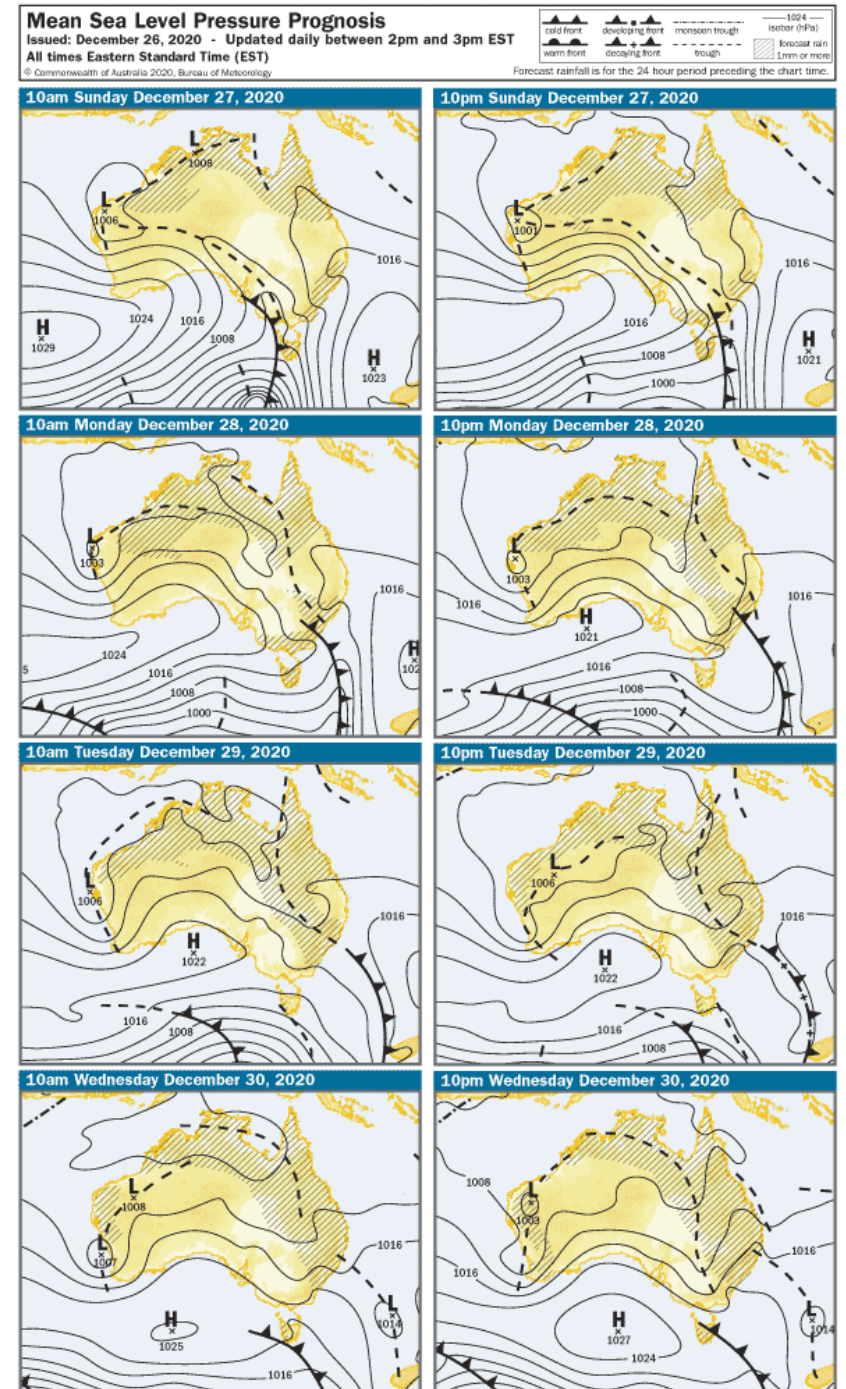 Mean Sea Level Pressure Prognosis
Issued: December 26, 2020 - Updated daily between 2pm and 3pm EST
All times Eastern Standard Time (EST)
© Commonwealth of Australia 2020, Bureau of Meteorology
cold front developing front monsoon trough 1024 isobar (hPa)
warm front decaying front trough forecast rain 1mm or more
Forecast rainfall is for the 24 hour period preceding the chart time.
10am Sunday December 27, 2020
L
1008
L
1006
1016
1024
1016
H
1029
1008
H
1023
10pm Sunday December 27, 2020
L
1001
1016
1016
H
1021
1008
1000
10am Monday December 28, 2020
L
1003
1016
1024
H
102
5
1016
1008
1000
10pm Monday December 28, 2020
L
1003
1016
1016
H
1021
1016
1008
1000
10am Tuesday December 29, 2020
L
1006
1016
H
1022
1016
1008
10pm Tuesday December 29, 2020
L
1006
1016
H
1022
1016
1008
10am Wednesday December 30, 2020
L
1008
L
1007
1016
L
1014
H
1025
1016
10pm Wednesday December 30, 2020
1008
L
1003
1016
1016
H
1027
L
1014
1024